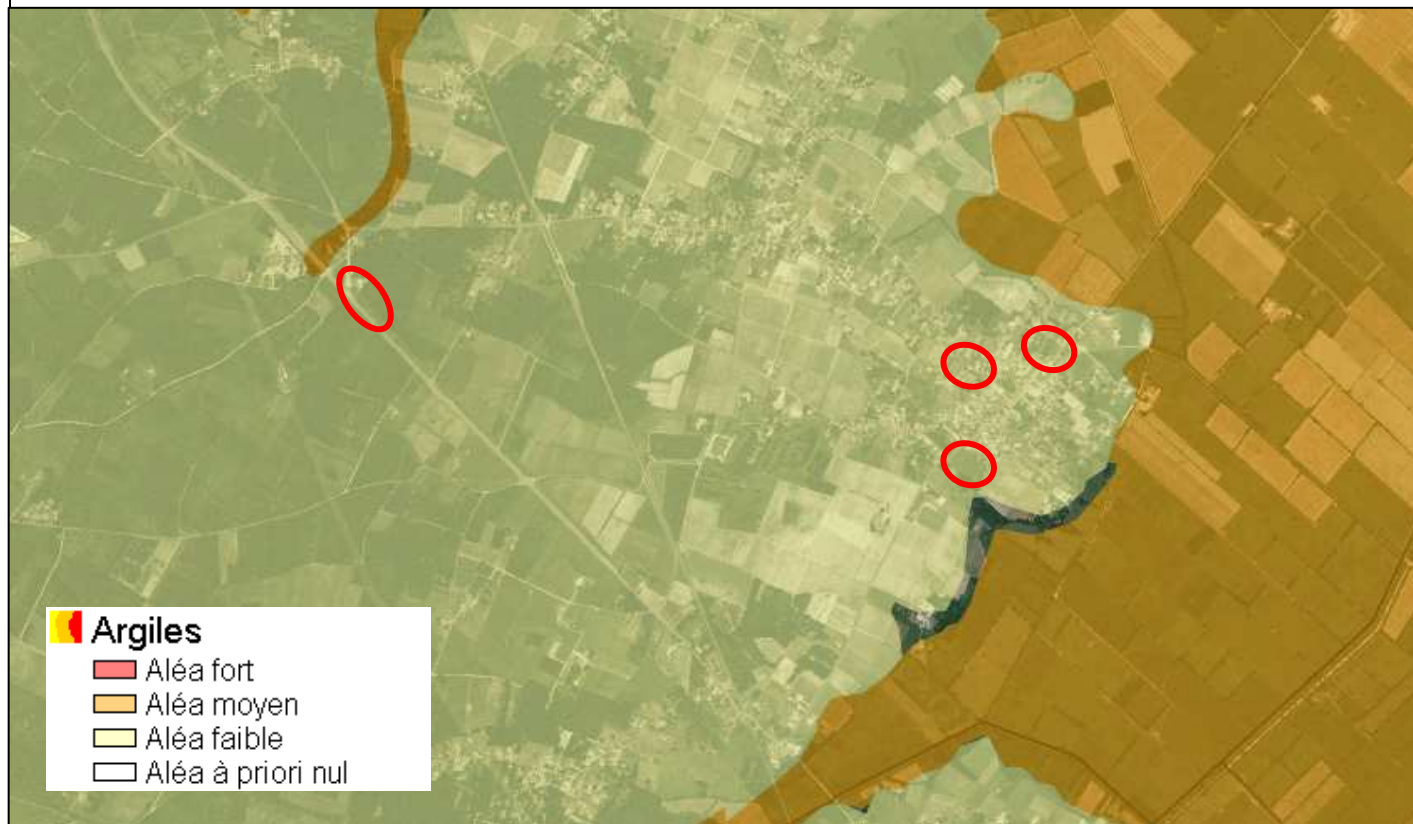 Argiles
Aléa fort
Aléa moyen
Aléa faible
Aléa à priori nul